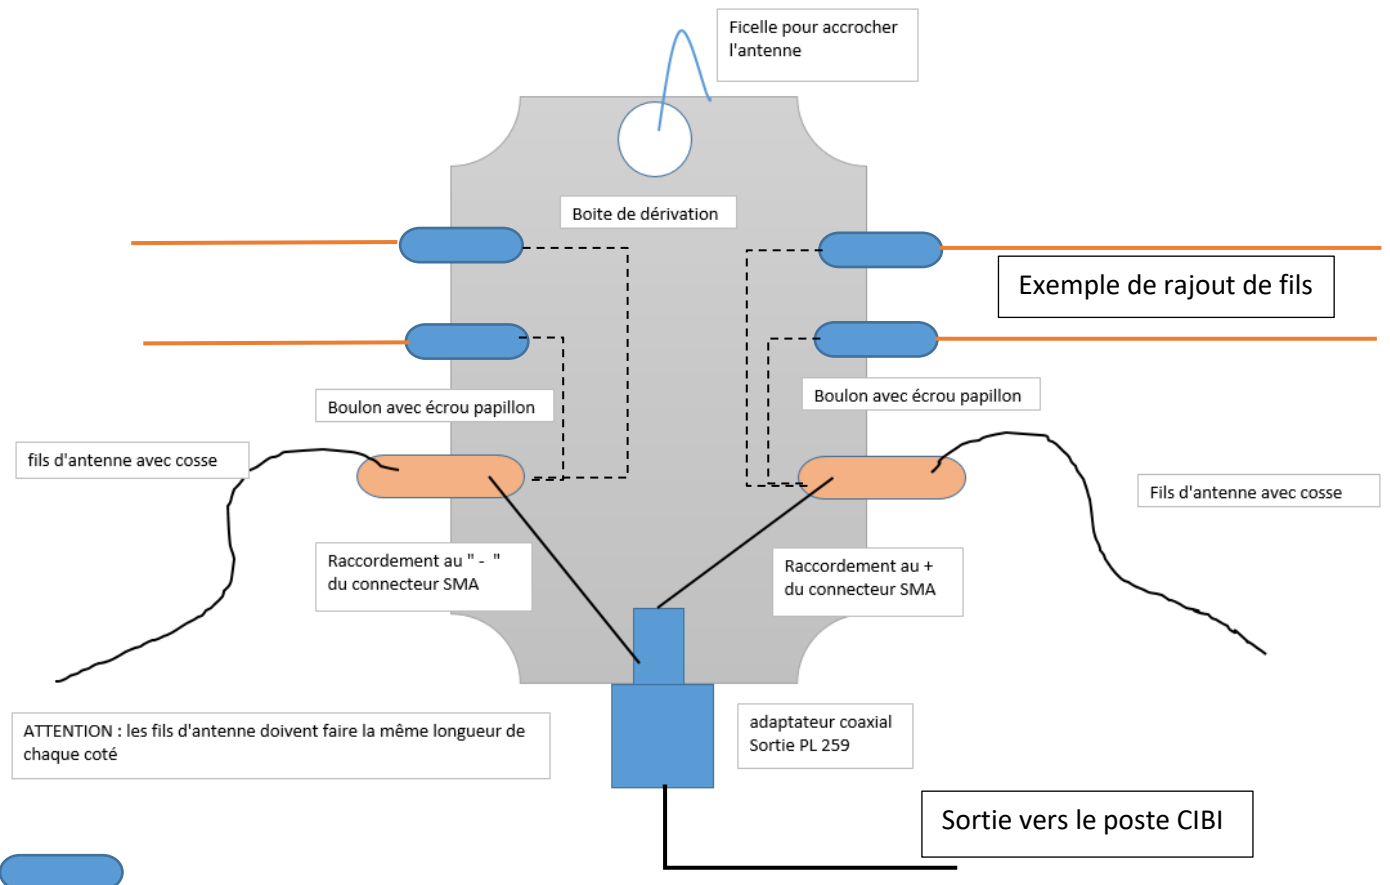 Ficelle pour accrocher
l'antenne
Boite de dérivation
Exemple de rajout de fils
Boulon avec écrou papillon
Boulon avec écrou papillon
fils d'antenne avec cosse
Fils d'antenne avec cosse
Raccordement au " - "
du connecteur SMA
Raccordement au +
du connecteur SMA
ATTENTION : les fils d'antenne doivent faire la même longueur de
chaque coté
adaptateur coaxial
Sortie PL 259
Sortie vers le poste CIBI